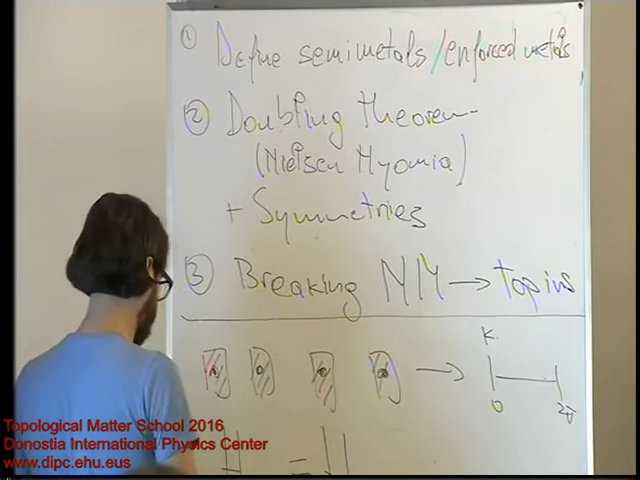 ① Define semimetals/enforced metals
② Doubling theorem
(Nielsen Nyomia)
+ Symmetries
③ Breaking NN → top ins
→ K
0 2π
H = H
Topological Matter School 2016
Donostia International Physics Center
www.dipc.ehu.eus